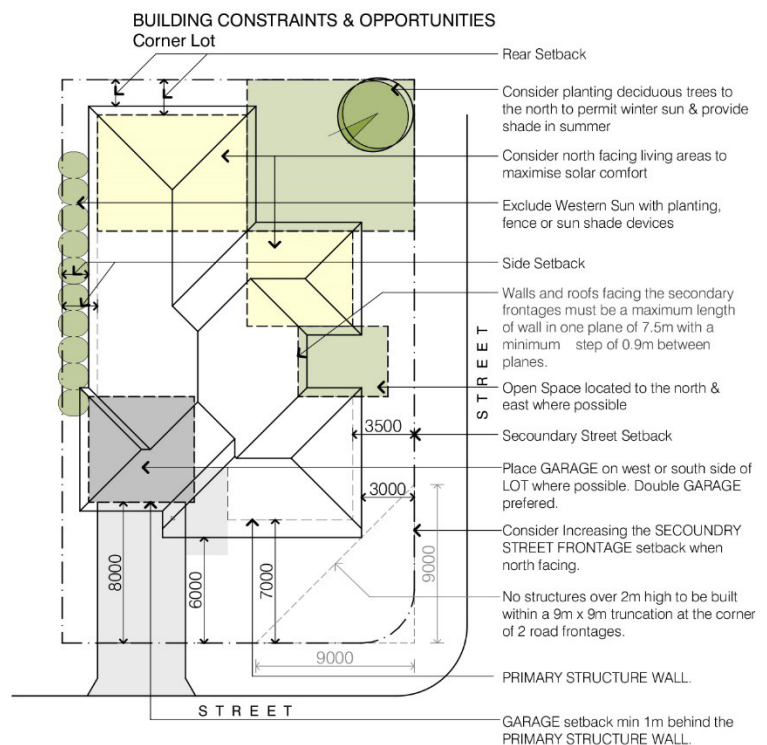 BUILDING CONSTRAINTS & OPPORTUNITIES
Corner Lot
Rear Setback
Consider planting deciduous trees to
the north to permit winter sun & provide
shade in summer
Consider north facing living areas to
maximise solar comfort
Exclude Western Sun with planting,
fence or sun shade devices
Side Setback
Walls and roofs facing the secondary
frontages must be a maximum length
of wall in one plane of 7.5m with a
minimum step of 0.9m between
planes.
STREET
Open Space located to the north &
east where possible
3500
Secoundary Street Setback
Place GARAGE on west or south side of
LOT where possible. Double GARAGE
prefered.
3000
Consider Increasing the SECOUNDRY
STREET FRONTAGE setback when
north facing.
8000
6000
7000
9000
No structures over 2m high to be built
within a 9m x 9m truncation at the corner
of 2 road frontages.
9000
PRIMARY STRUCTURE WALL.
STREET
GARAGE setback min 1m behind the
PRIMARY STRUCTURE WALL.